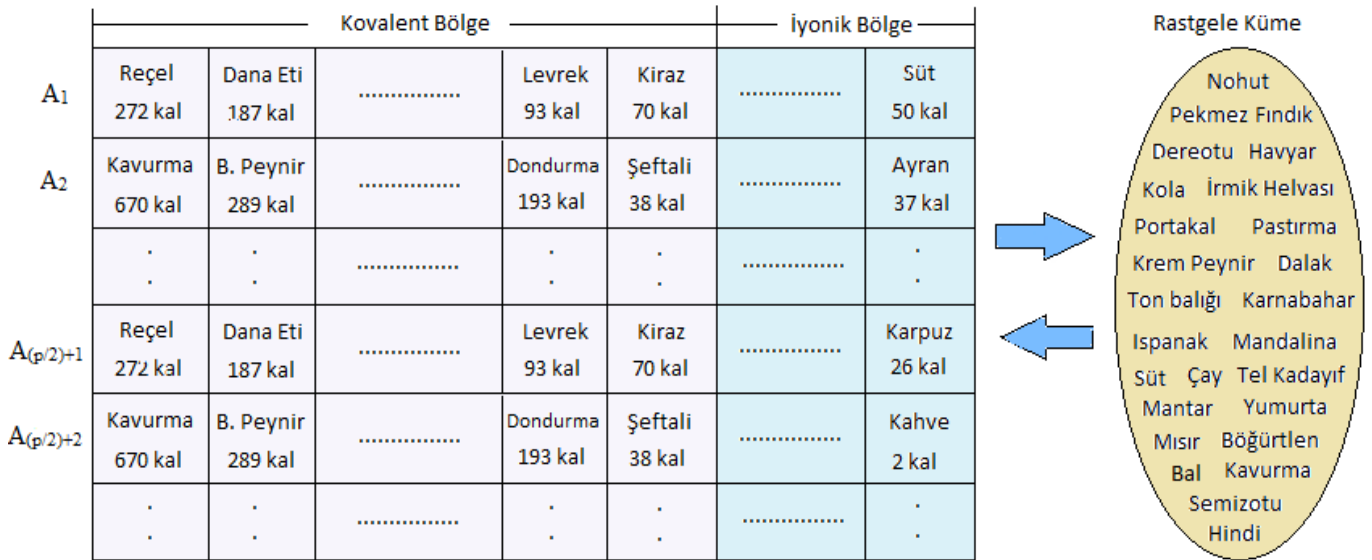 Kovalent Bölge İyonik Bölge Rastgele Küme
A1 Reçel Dana Eti ............... Levrek Kiraz ............... Süt
272 kal 187 kal 93 kal 70 kal 50 kal
A2 Kavurma B. Peynir ............... Dondurma Şeftali ............... Ayran
670 kal 289 kal 193 kal 38 kal 37 kal
. . ............... . . ............... .
. . . . .
A(p/2)+1 Reçel Dana Eti ............... Levrek Kiraz ............... Karpuz
272 kal 187 kal 93 kal 70 kal 26 kal
A(p/2)+2 Kavurma B. Peynir ............... Dondurma Şeftali ............... Kahve
670 kal 289 kal 193 kal 38 kal 2 kal
. . ............... . . ............... .
. . . . .
Nohut
Pekmez Fındık
Dereotu Havyar
Kola İrmik Helvası
Portakal Pastırma
Krem Peynir Dalak
Ton balığı Karnabahar
Ispanak Mandalina
Süt Çay Tel Kadayıf
Mantar Yumurta
Mısır Böğürtlen
Bal Kavurma
Semizotu
Hindi